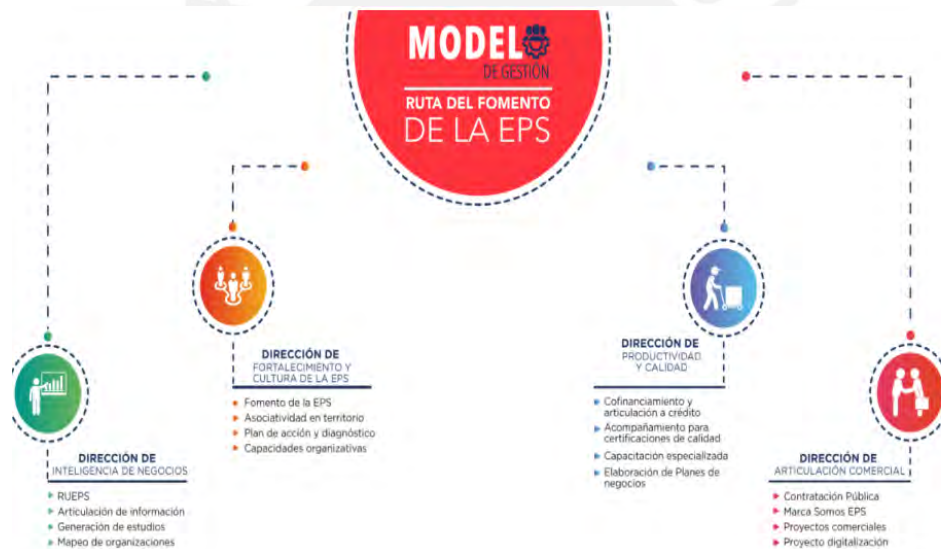 MODELO
DE GESTIÓN
RUTA DEL FOMENTO
DE LA EPS
DIRECCIÓN DE
INTELIGENCIA DE NEGOCIOS
RUEPS
Articulación de información
Generación de estudios
Mapeo de organizaciones
DIRECCIÓN DE
FORTALECIMIENTO Y
CULTURA DE LA EPS
Fomento de la EPS
Asociatividad en territorio
Plan de acción y diagnóstico
Capacidades organizativas
DIRECCIÓN DE
PRODUCTIVIDAD
Y CALIDAD
Cofinanciamiento y
articulación a crédito
Acompañamiento para
certificaciones de calidad
Capacitación especializada
Elaboración de Planes de
negocios
DIRECCIÓN DE
ARTICULACIÓN COMERCIAL
Contratación Pública
Marca Somos EPS
Proyectos comerciales
Proyecto digitalización